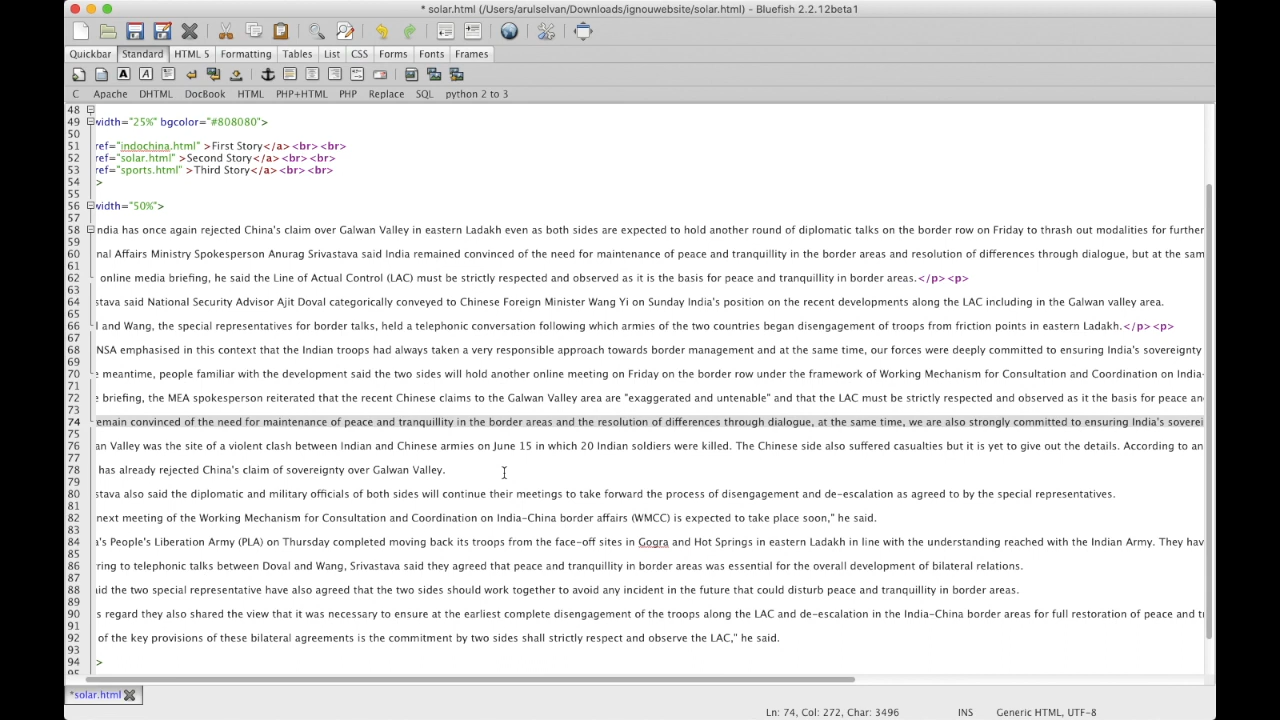 * solar.html (/Users/arulselvan/Downloads/ignouwebsite/solar.html) - Bluefish 2.2.12beta1
Quickbar Standard HTML 5 Formatting Tables List CSS Forms Fonts Frames
C Apache DHTML DocBook HTML PHP+HTML PHP Replace SQL python 2 to 3
48
49 width="25%" bgcolor="#808080">
50
51 ref="indochina.html" >First Story</a><br><br>
52 ref="solar.html" >Second Story</a><br><br>
53 ref="sports.html" >Third Story</a><br><br>
54 >
55
56 width="50%">
57
58 ndia has once again rejected China's claim over Galwan Valley in eastern Ladakh even as both sides are expected to hold another round of diplomatic talks on the border row on Friday to thrash out modalities for further
59
60 nal Affairs Ministry Spokesperson Anurag Srivastava said India remained convinced of the need for maintenance of peace and tranquillity in the border areas and resolution of differences through dialogue, but at the sam
61
62 online media briefing, he said the Line of Actual Control (LAC) must be strictly respected and observed as it is the basis for peace and tranquillity in border areas.</p><p>
63
64 stava said National Security Advisor Ajit Doval categorically conveyed to Chinese Foreign Minister Wang Yi on Sunday India's position on the recent developments along the LAC including in the Galwan valley area.
65
66 l and Wang, the special representatives for border talks, held a telephonic conversation following which armies of the two countries began disengagement of troops from friction points in eastern Ladakh.</p><p>
67
68 NSA emphasised in this context that the Indian troops had always taken a very responsible approach towards border management and at the same time, our forces were deeply committed to ensuring India's sovereignty
69
70 e meantime, people familiar with the development said the two sides will hold another online meeting on Friday on the border row under the framework of Working Mechanism for Consultation and Coordination on India-
71
72 e briefing, the MEA spokesperson reiterated that the recent Chinese claims to the Galwan Valley area are "exaggerated and untenable" and that the LAC must be strictly respected and observed as it is the basis for peace an
73
74 emain convinced of the need for maintenance of peace and tranquillity in the border areas and the resolution of differences through dialogue, at the same time, we are also strongly committed to ensuring India's soverei
75
76 an Valley was the site of a violent clash between Indian and Chinese armies on June 15 in which 20 Indian soldiers were killed. The Chinese side also suffered casualties but it is yet to give out the details. According to an
77
78 has already rejected China's claim of sovereignty over Galwan Valley.
79
80 stava also said the diplomatic and military officials of both sides will continue their meetings to take forward the process of disengagement and de-escalation as agreed to by the special representatives.
81
82 next meeting of the Working Mechanism for Consultation and Coordination on India-China border affairs (WMCC) is expected to take place soon," he said.
83
84 a's People's Liberation Army (PLA) on Thursday completed moving back its troops from the face-off sites in Gogra and Hot Springs in eastern Ladakh in line with the understanding reached with the Indian Army. They hav
85
86 ring to telephonic talks between Doval and Wang, Srivastava said they agreed that peace and tranquillity in border areas was essential for the overall development of bilateral relations.
87
88 aid the two special representative have also agreed that the two sides should work together to avoid any incident in the future that could disturb peace and tranquillity in border areas.
89
90 s regard they also shared the view that it was necessary to ensure at the earliest complete disengagement of the troops along the LAC and de-escalation in the India-China border areas for full restoration of peace and tr
91
92 of the key provisions of these bilateral agreements is the commitment by two sides shall strictly respect and observe the LAC," he said.
93
94 >
95
*solar.html
Ln: 74, Col: 272, Char: 3496 INS Generic HTML, UTF-8